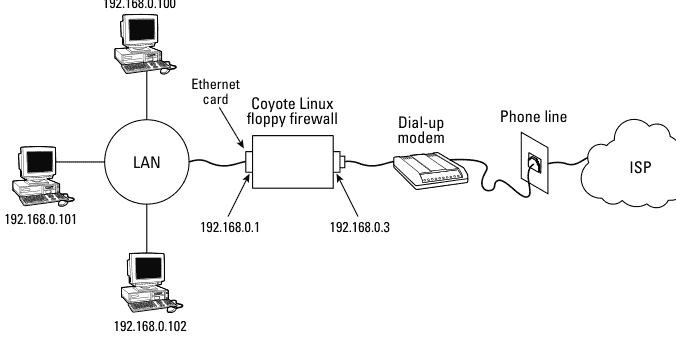 192.168.0.100
Ethernet
card
Coyote Linux
floppy firewall
Dial-up
modem
Phone line
LAN
ISP
192.168.0.101
192.168.0.1
192.168.0.3
192.168.0.102